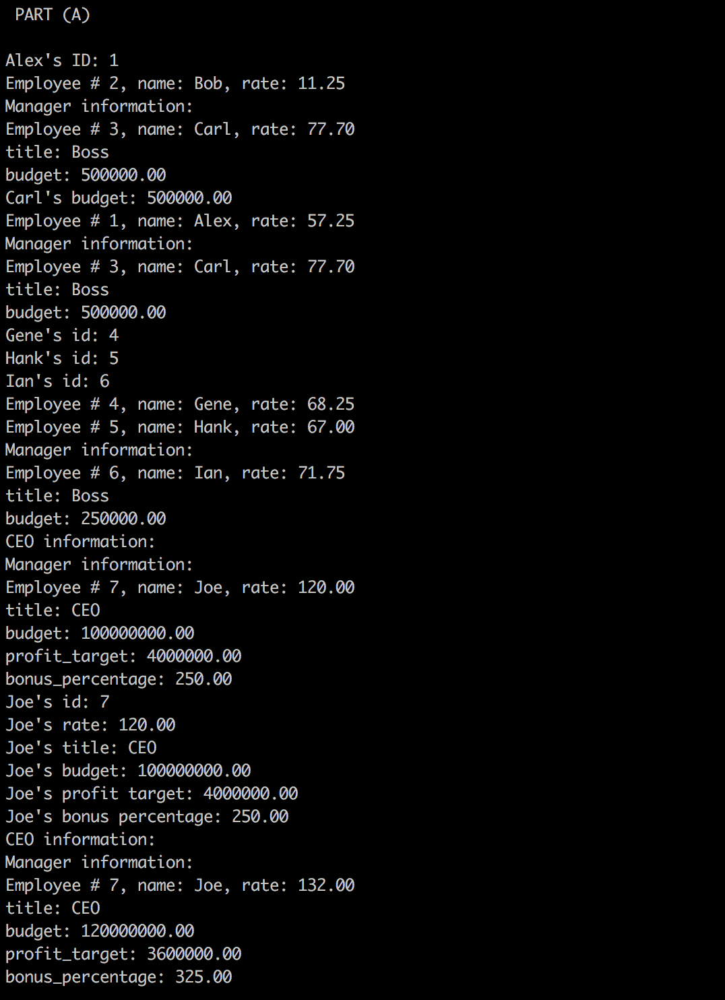 PART (A)
Alex's ID: 1
Employee # 2, name: Bob, rate: 11.25
Manager information:
Employee # 3, name: Carl, rate: 77.70
title: Boss
budget: 500000.00
Carl's budget: 500000.00
Employee # 1, name: Alex, rate: 57.25
Manager information:
Employee # 3, name: Carl, rate: 77.70
title: Boss
budget: 500000.00
Gene's id: 4
Hank's id: 5
Ian's id: 6
Employee # 4, name: Gene, rate: 68.25
Employee # 5, name: Hank, rate: 67.00
Manager information:
Employee # 6, name: Ian, rate: 71.75
title: Boss
budget: 250000.00
CEO information:
Manager information:
Employee # 7, name: Joe, rate: 120.00
title: CEO
budget: 100000000.00
profit_target: 4000000.00
bonus_percentage: 250.00
Joe's id: 7
Joe's rate: 120.00
Joe's title: CEO
Joe's budget: 100000000.00
Joe's profit target: 4000000.00
Joe's bonus percentage: 250.00
CEO information:
Manager information:
Employee # 7, name: Joe, rate: 132.00
title: CEO
budget: 120000000.00
profit_target: 3600000.00
bonus_percentage: 325.00